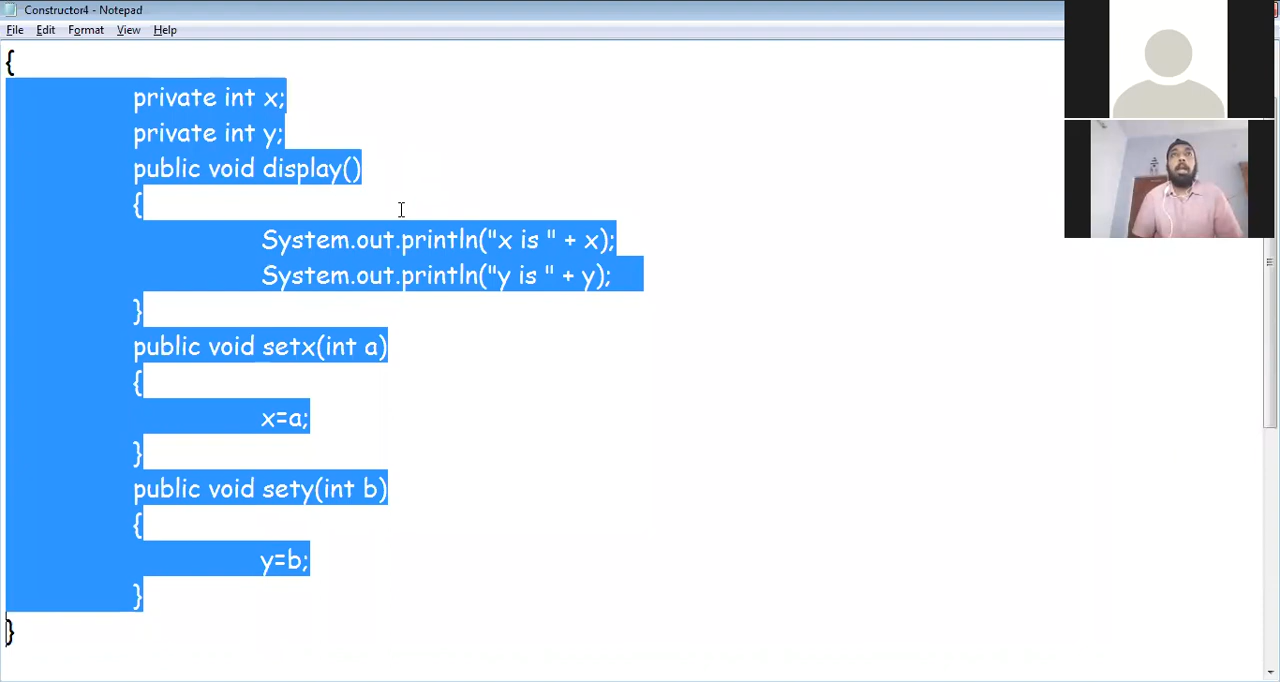 Constructor4 - Notepad
File Edit Format View Help
{
private int x;
private int y;
public void display()
{
System.out.println("x is " + x);
System.out.println("y is " + y);
}
public void setx(int a)
{
x=a;
}
public void sety(int b)
{
y=b;
}
}